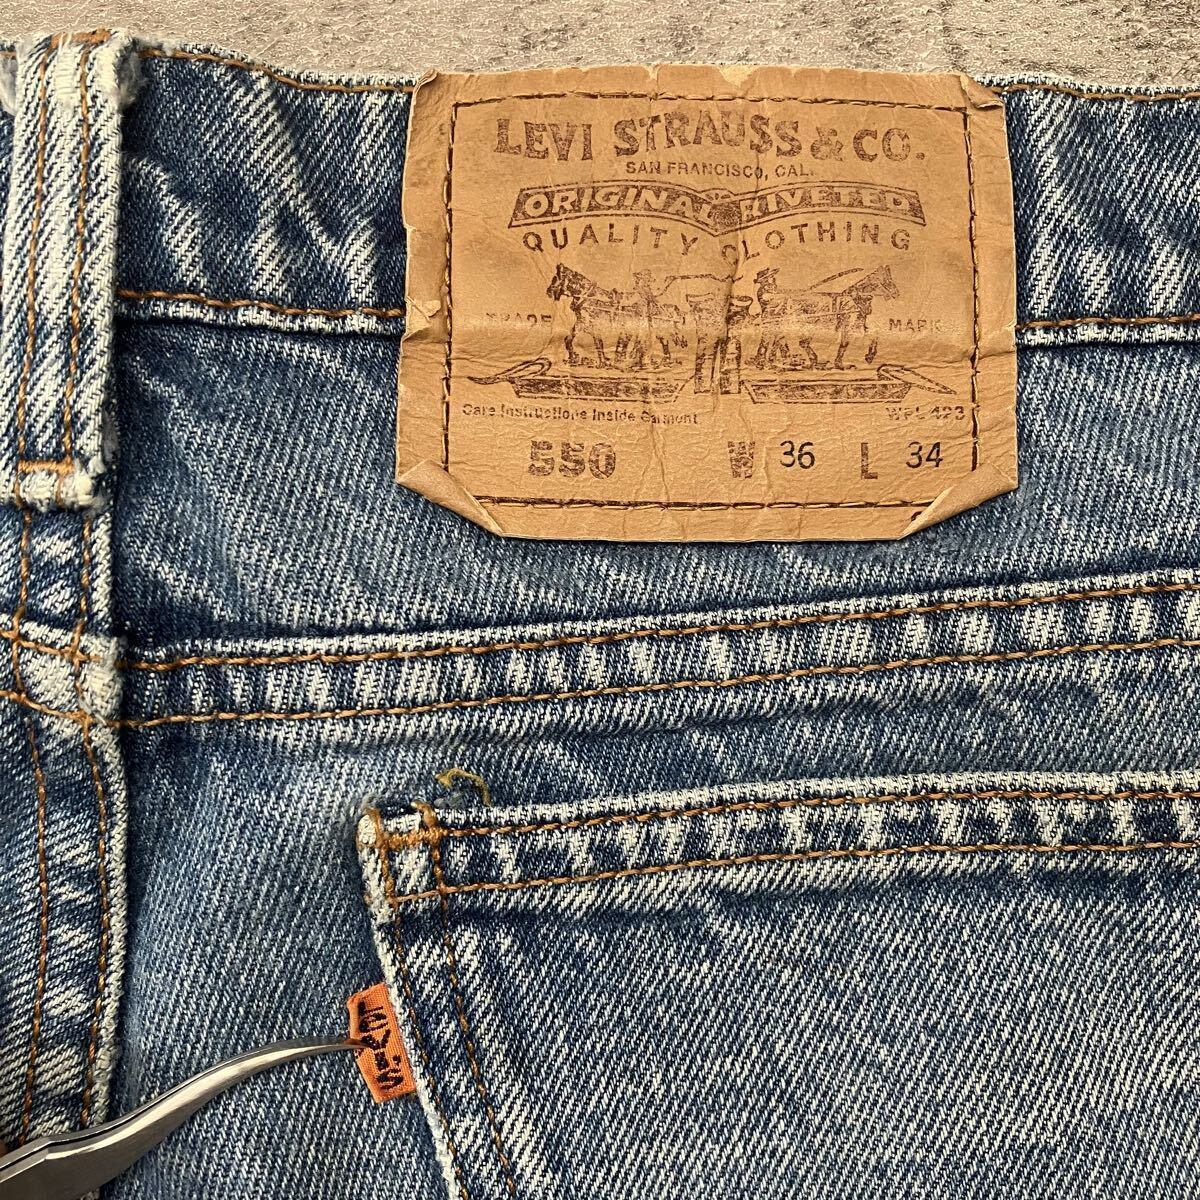 LEVI STRAUSS & CO.
SAN FRANCISCO, CAL.
ORIGINAL RIVETED
QUALITY CLOTHING
TRADE MARK
Care Instructions Inside Garment WPL 423
550 W 36 L 34
Levi's